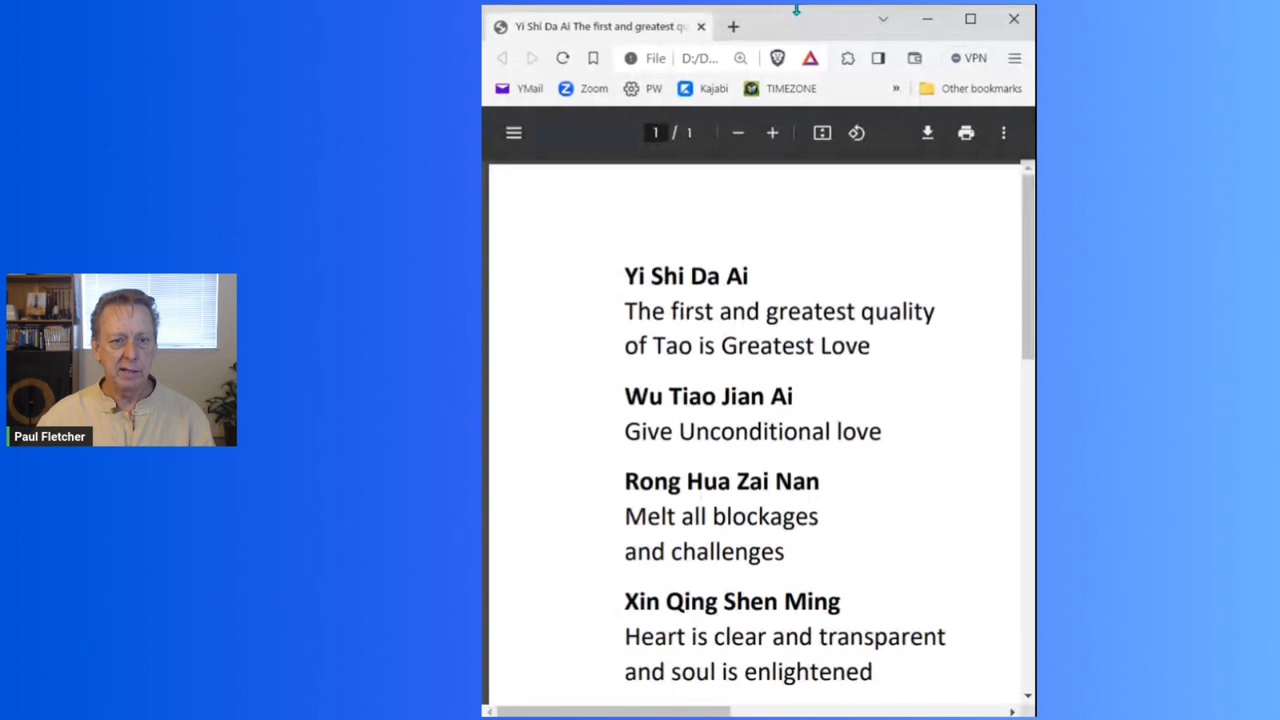 Yi Shi Da Ai The first and greatest q
File
D:/D...
VPN
YMail
Zoom
PW
Kajabi
TIMEZONE
»
Other bookmarks
1 / 1
Yi Shi Da Ai
The first and greatest quality
of Tao is Greatest Love
Wu Tiao Jian Ai
Give Unconditional love
Rong Hua Zai Nan
Melt all blockages
and challenges
Xin Qing Shen Ming
Heart is clear and transparent
and soul is enlightened
Paul Fletcher